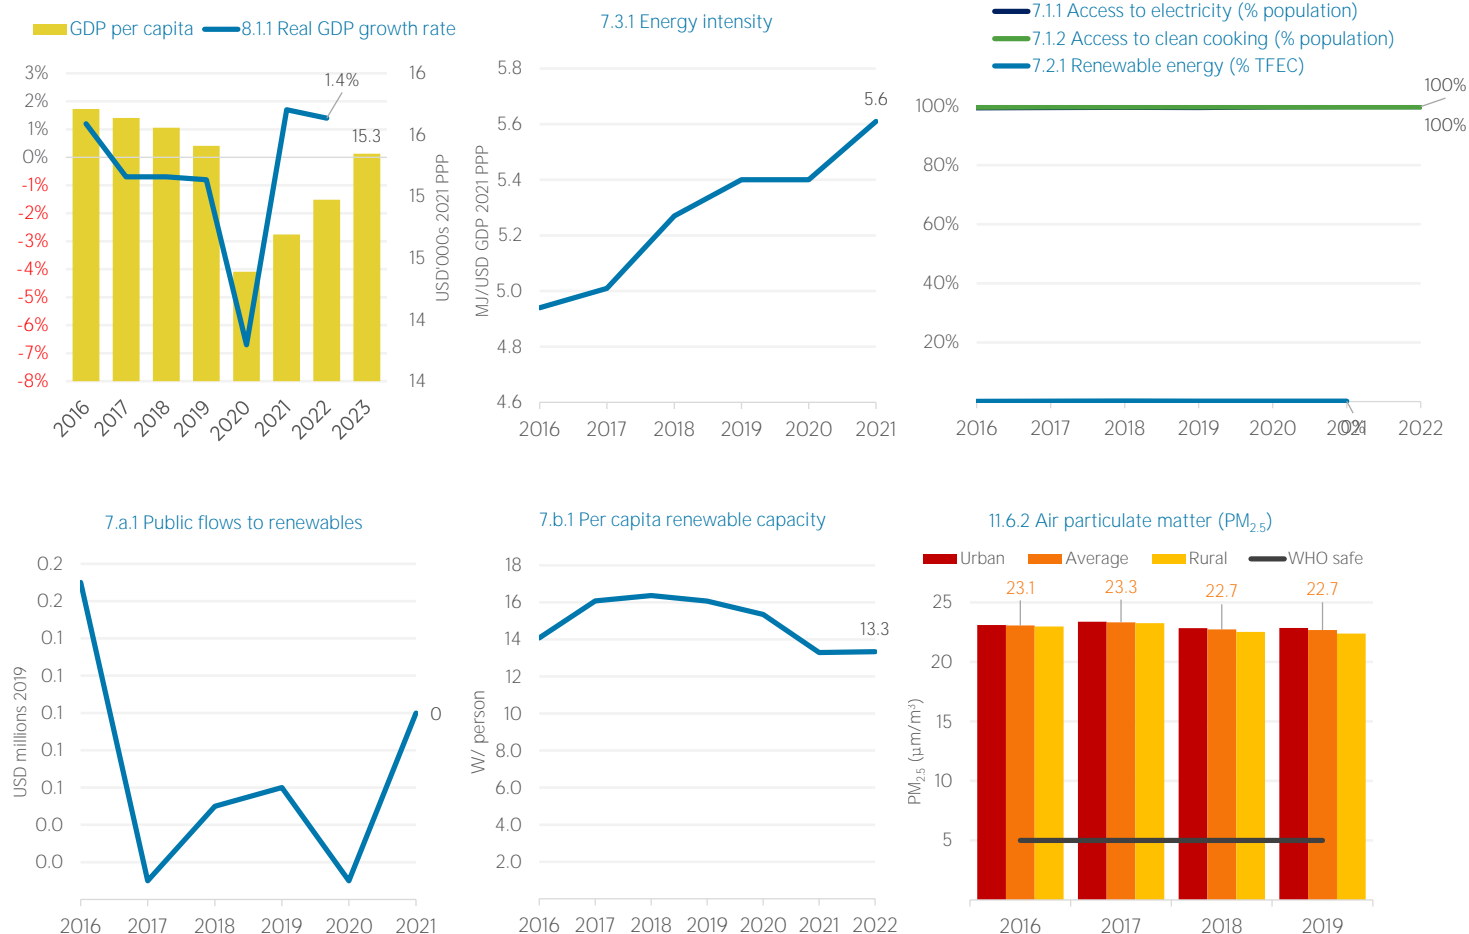 GDP per capita 8.1.1 Real GDP growth rate
3%
2%
1%
0%
-1%
-2%
-3%
-4%
-5%
-6%
-7%
-8%
1.4%
15.3
16
16
15
15
14
14
USD'000s 2021 PPP
2016 2017 2018 2019 2020 2021 2022 2023
7.3.1 Energy intensity
5.8
5.6
5.4
5.2
5.0
4.8
4.6
MJ/USD GDP 2021 PPP
5.6
2016 2017 2018 2019 2020 2021
7.1.1 Access to electricity (% population)
7.1.2 Access to clean cooking (% population)
7.2.1 Renewable energy (% TFEC)
100%
80%
60%
40%
20%
100%
100%
0%
2016 2017 2018 2019 2020 2021 2022
7.a.1 Public flows to renewables
0.2
0.2
0.1
0.1
0.1
0.1
0.1
0.0
0.0
USD millions 2019
0
2016 2017 2018 2019 2020 2021
7.b.1 Per capita renewable capacity
18
16
14
12
10
8.0
6.0
4.0
2.0
W/ person
13.3
2016 2017 2018 2019 2020 2021 2022
11.6.2 Air particulate matter (PM2.5)
Urban Average Rural WHO safe
23.1 23.3 22.7 22.7
25
20
15
10
5
PM2.5 (µm/m³)
2016 2017 2018 2019